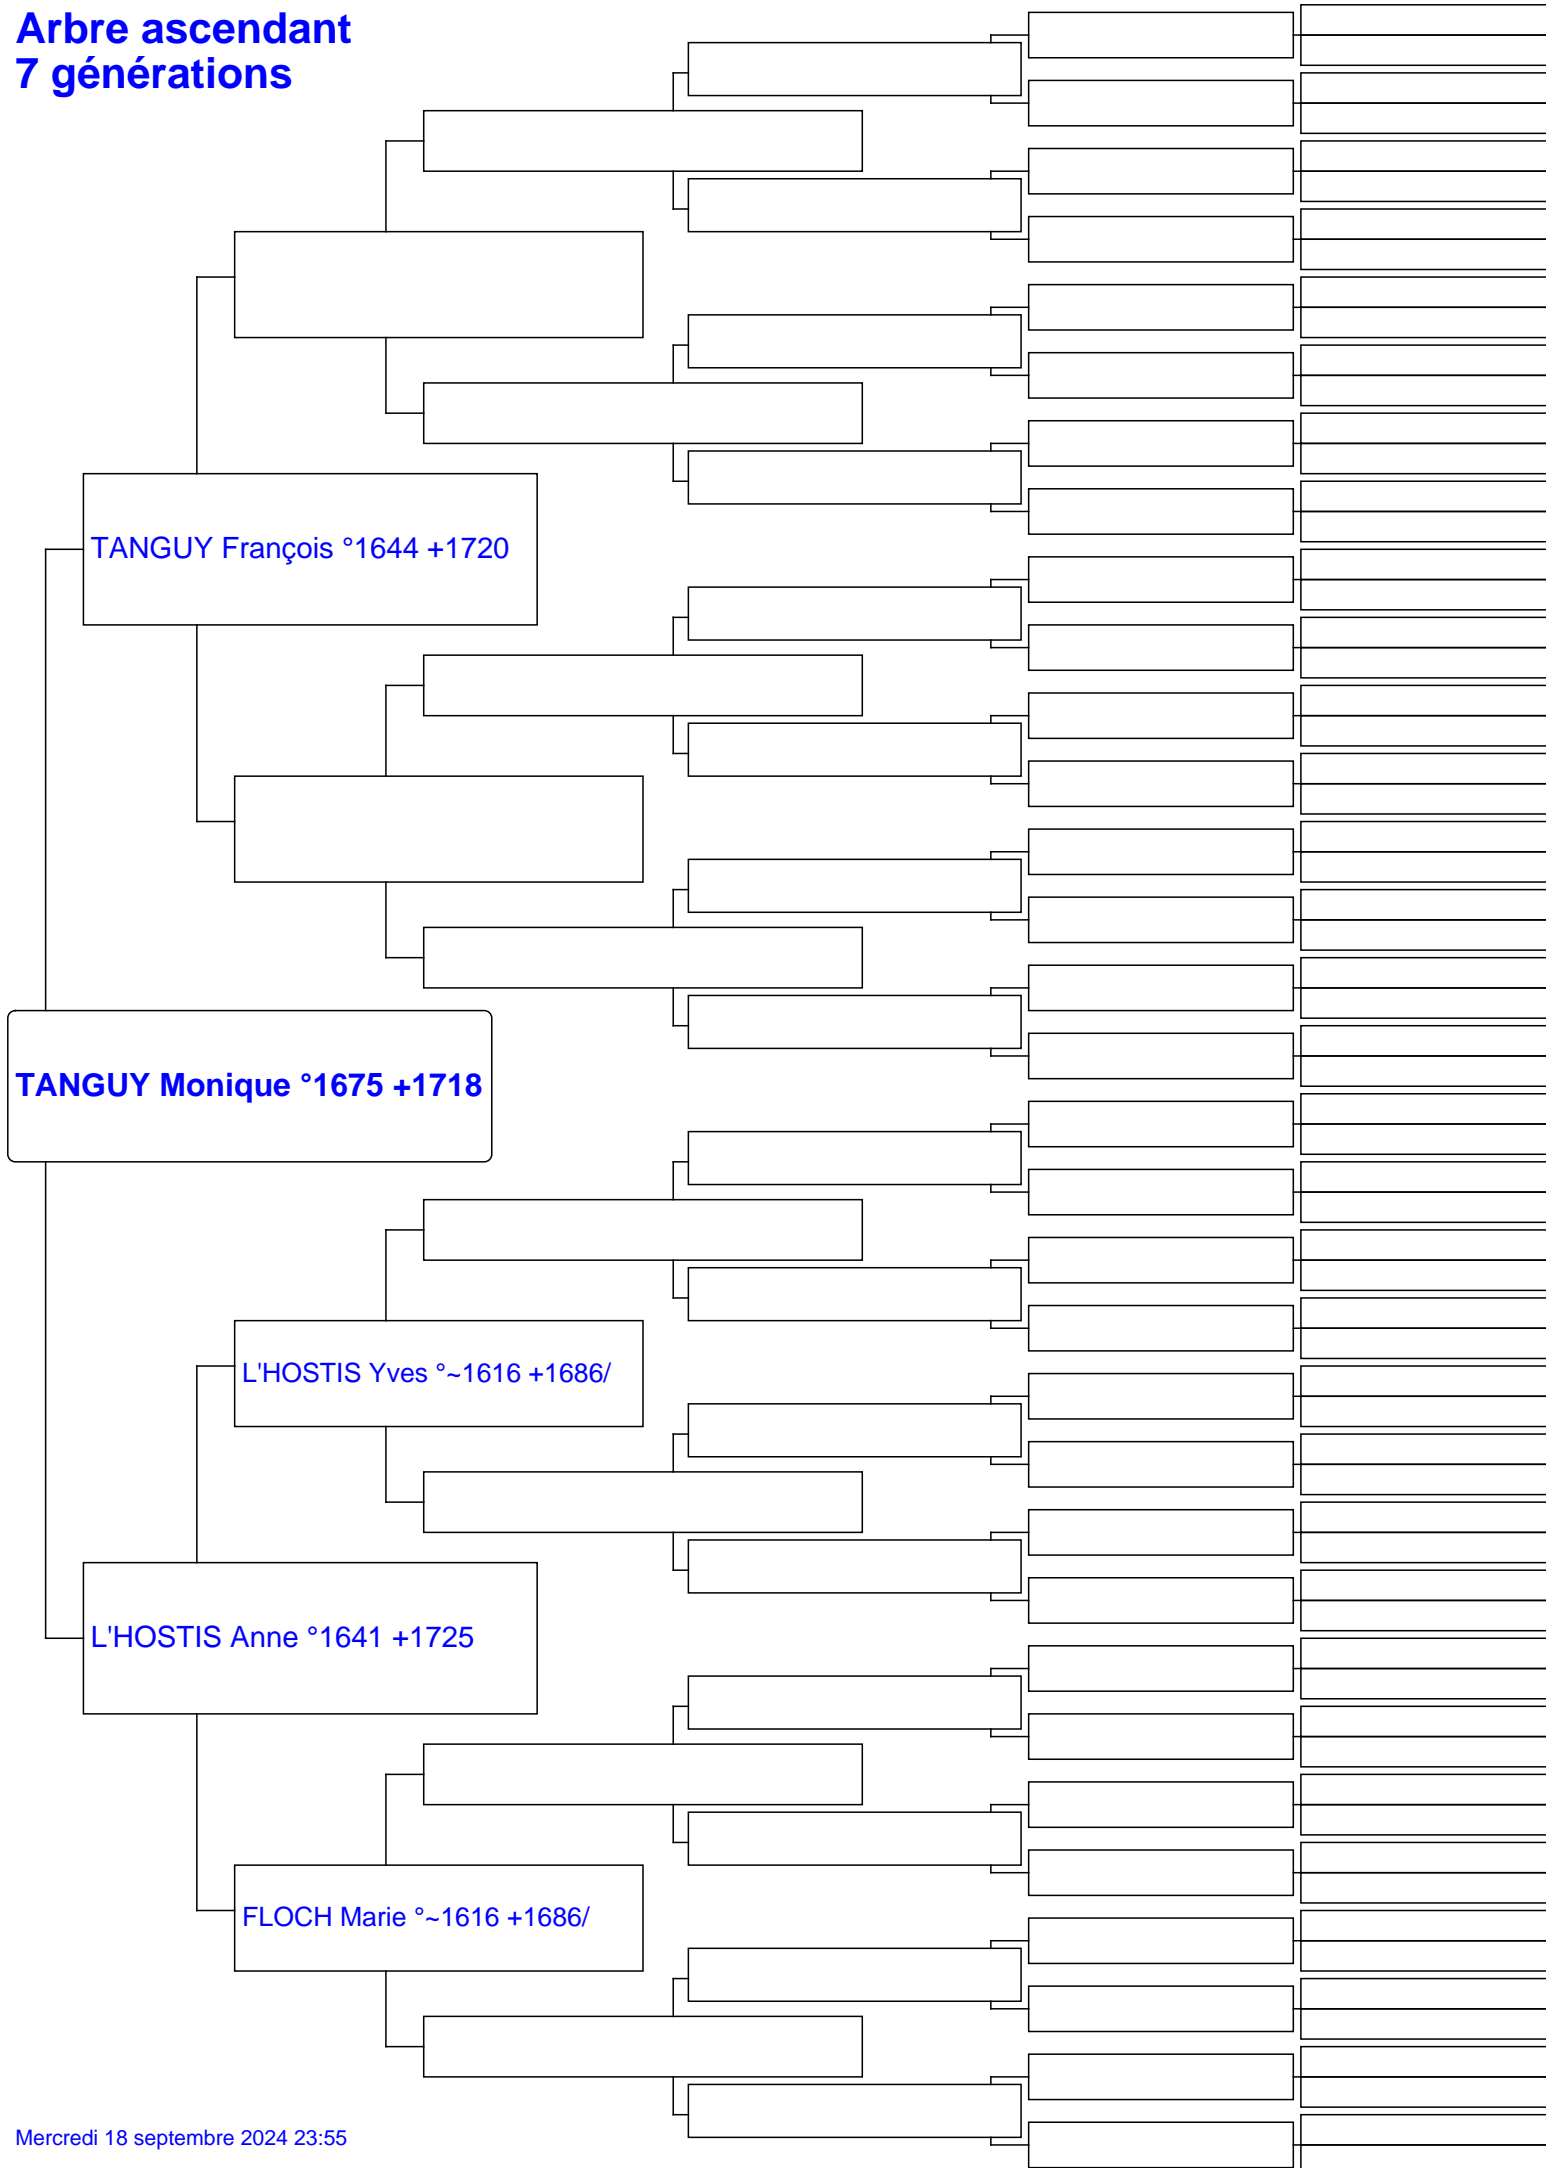 Arbre ascendant
7 générations
TANGUY François °1644 +1720
TANGUY Monique °1675 +1718
L'HOSTIS Yves °~1616 +1686/
L'HOSTIS Anne °1641 +1725
FLOCH Marie °~1616 +1686/
Mercredi 18 septembre 2024 23:55